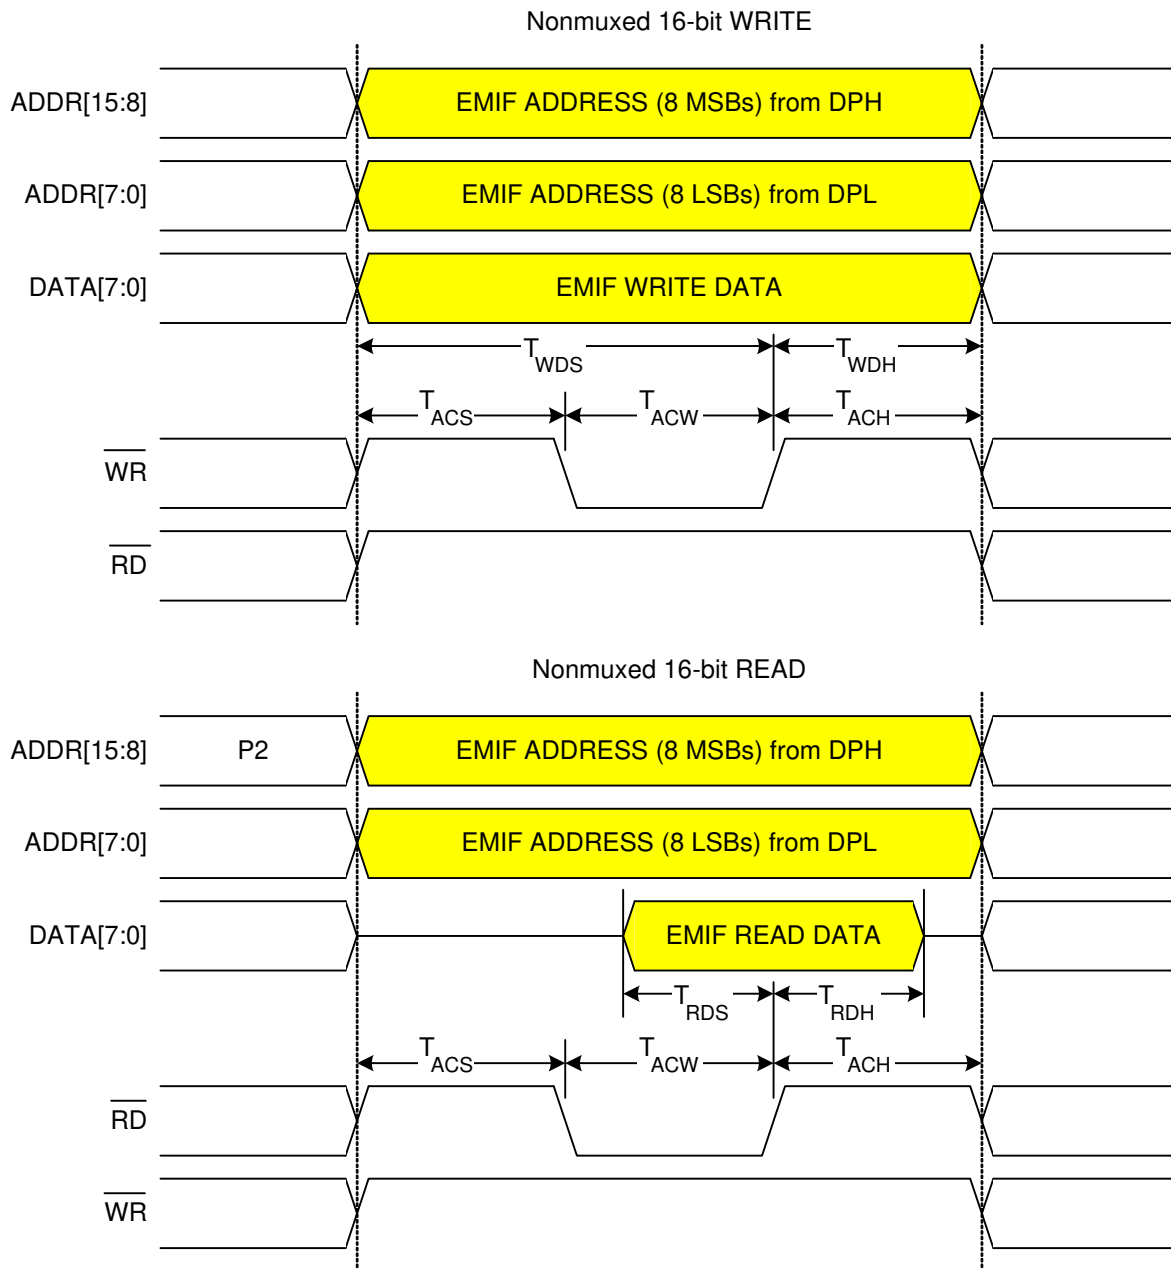 Nonmuxed 16-bit WRITE
ADDR[15:8] EMIF ADDRESS (8 MSBs) from DPH
ADDR[7:0] EMIF ADDRESS (8 LSBs) from DPL
DATA[7:0] EMIF WRITE DATA
TWDS TWDH
TACS TACW TACH
WR
RD
Nonmuxed 16-bit READ
ADDR[15:8] P2 EMIF ADDRESS (8 MSBs) from DPH
ADDR[7:0] EMIF ADDRESS (8 LSBs) from DPL
DATA[7:0] EMIF READ DATA
TRDS TRDH
TACS TACW TACH
RD
WR